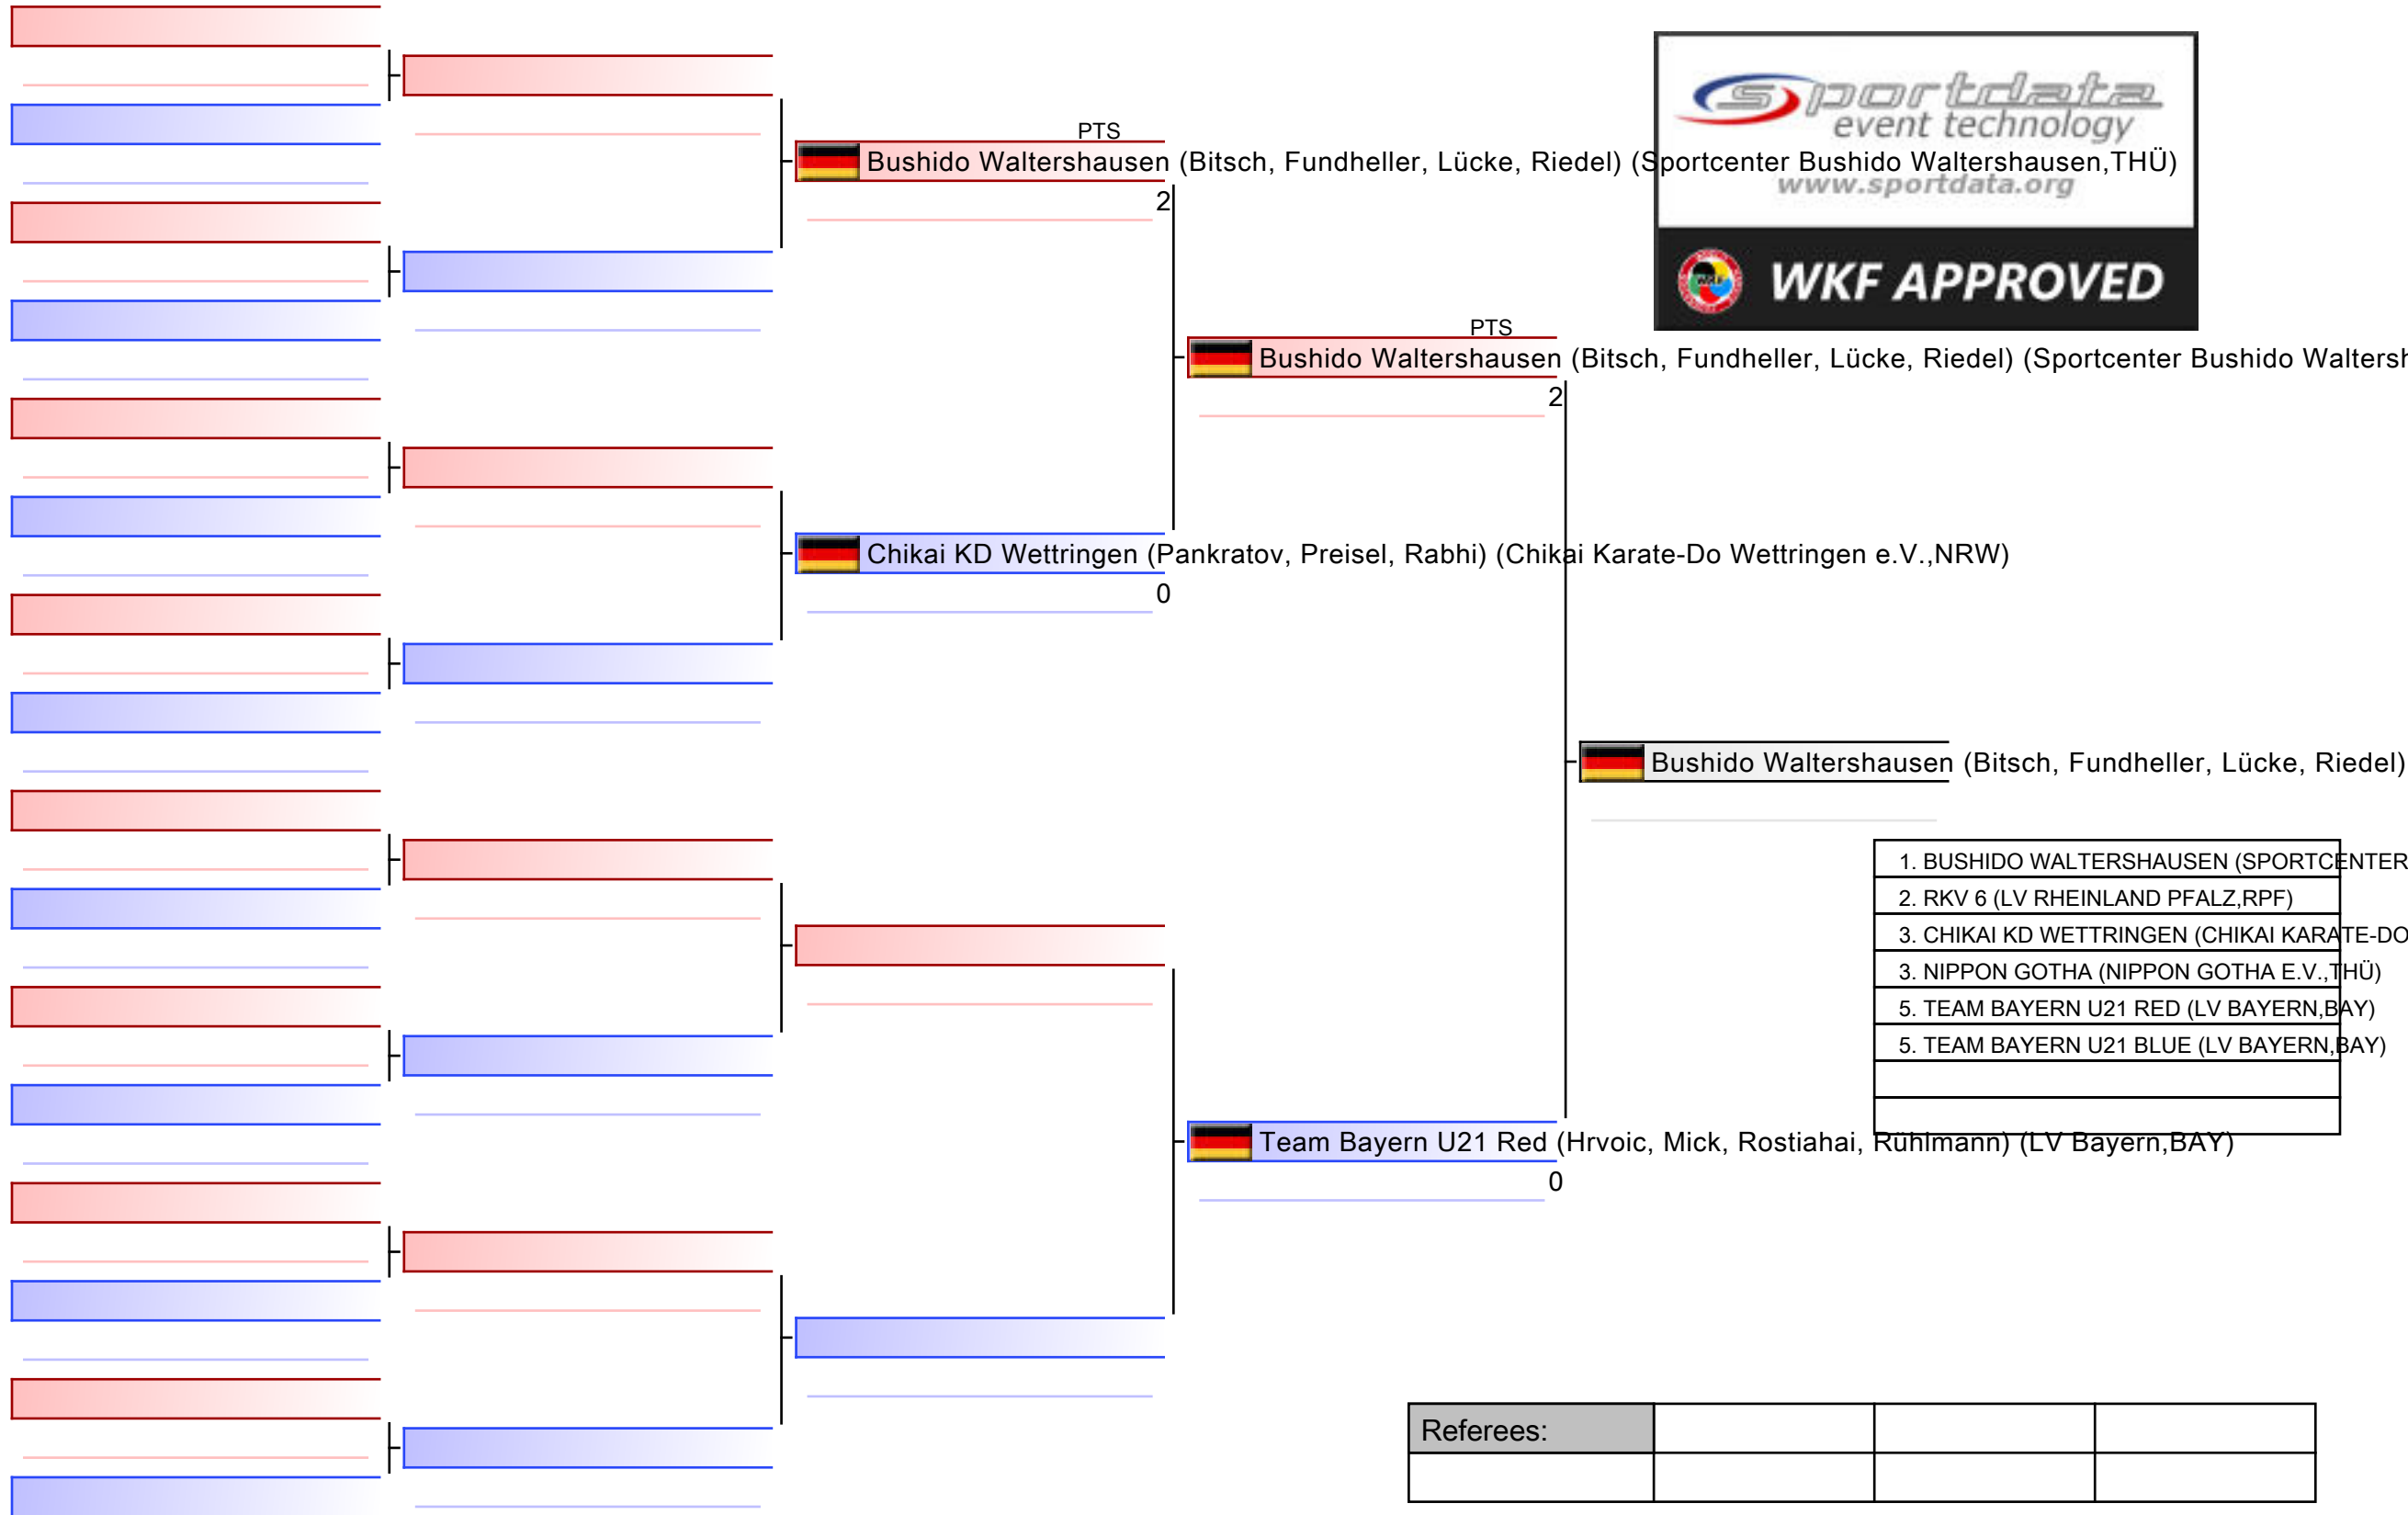 sportdata
event technology
www.sportdata.org
WKF APPROVED
PTS
Bushido Waltershausen (Bitsch, Fundheller, Lücke, Riedel) (Sportcenter Bushido Waltershausen,THÜ)
2
PTS
Bushido Waltershausen (Bitsch, Fundheller, Lücke, Riedel) (Sportcenter Bushido Waltersh
2
Chikai KD Wettringen (Pankratov, Preisel, Rabhi) (Chikai Karate-Do Wettringen e.V.,NRW)
0
Bushido Waltershausen (Bitsch, Fundheller, Lücke, Riedel)
1. BUSHIDO WALTERSHAUSEN (SPORTCENTER
2. RKV 6 (LV RHEINLAND PFALZ,RPF)
3. CHIKAI KD WETTRINGEN (CHIKAI KARATE-DO
3. NIPPON GOTHA (NIPPON GOTHA E.V.,THÜ)
5. TEAM BAYERN U21 RED (LV BAYERN,BAY)
5. TEAM BAYERN U21 BLUE (LV BAYERN,BAY)
Team Bayern U21 Red (Hrvoic, Mick, Rostiahai, Rühlmann) (LV Bayern,BAY)
0
Referees: